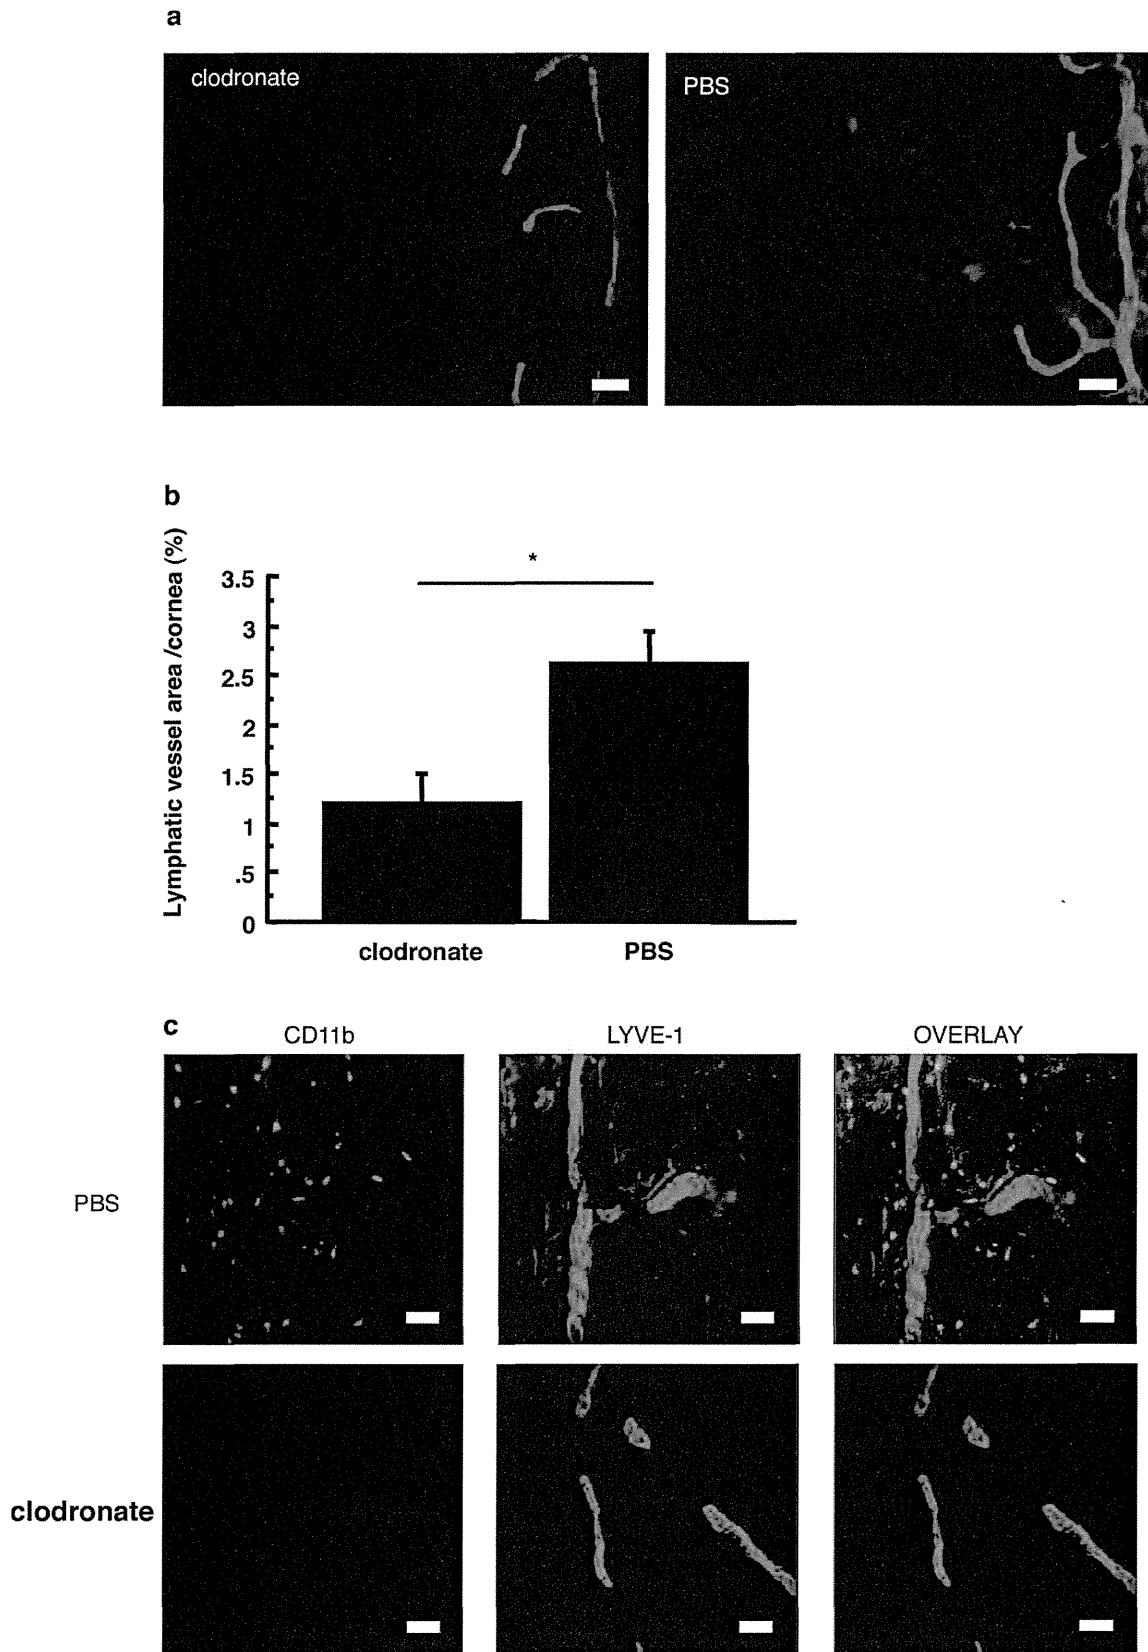 a
clodronate
PBS
b
Lymphatic vessel area /cornea (%)
*
3.5
3
2.5
2
1.5
1
.5
0
clodronate
PBS
c
CD11b
LYVE-1
OVERLAY
PBS
clodronate